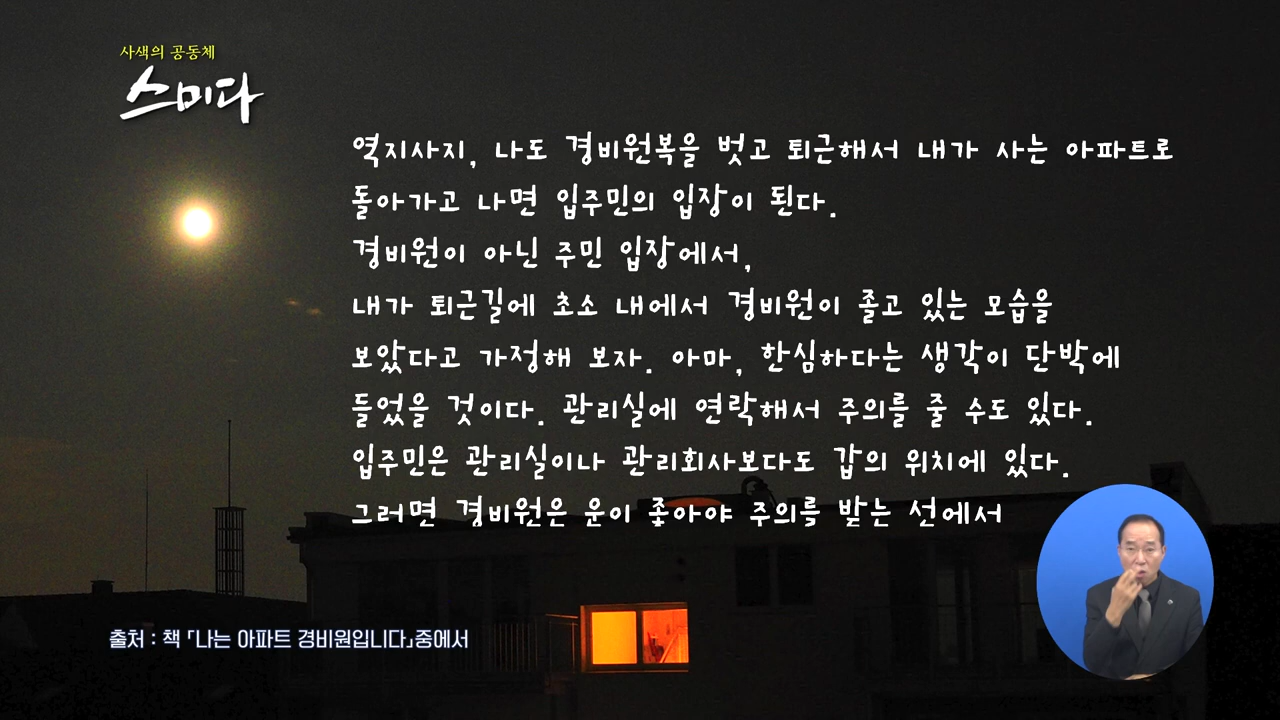 사색의 공동체
스미다
역지사지, 나도 경비원복을 벗고 퇴근해서 내가 사는 아파트로
돌아가고 나면 입주민의 입장이 된다.
경비원이 아닌 주민 입장에서,
내가 퇴근길에 초소 내에서 경비원이 졸고 있는 모습을
보았다고 가정해 보자. 아마, 한심하다는 생각이 단박에
들었을 것이다. 관리실에 연락해서 주의를 줄 수도 있다.
입주민은 관리실이나 관리회사보다도 갑의 위치에 있다.
그러면 경비원은 운이 좋아야 주의를 받는 선에서
출처 : 책 「나는 아파트 경비원입니다」중에서